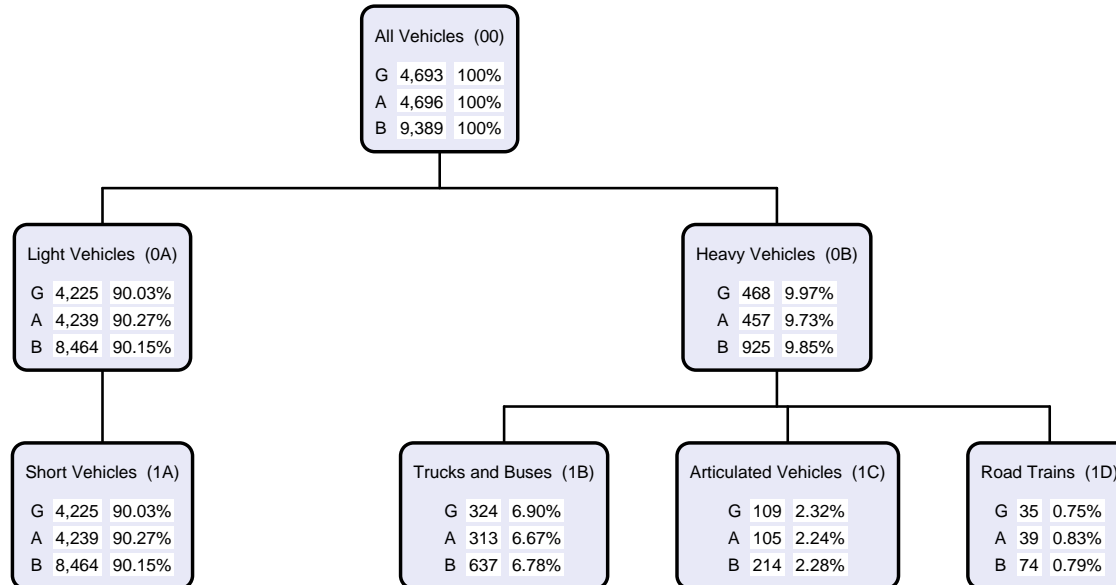 All Vehicles (00)
G 4,693 100%
A 4,696 100%
B 9,389 100%
Light Vehicles (0A)
G 4,225 90.03%
A 4,239 90.27%
B 8,464 90.15%
Heavy Vehicles (0B)
G 468 9.97%
A 457 9.73%
B 925 9.85%
Short Vehicles (1A)
G 4,225 90.03%
A 4,239 90.27%
B 8,464 90.15%
Trucks and Buses (1B)
G 324 6.90%
A 313 6.67%
B 637 6.78%
Articulated Vehicles (1C)
G 109 2.32%
A 105 2.24%
B 214 2.28%
Road Trains (1D)
G 35 0.75%
A 39 0.83%
B 74 0.79%